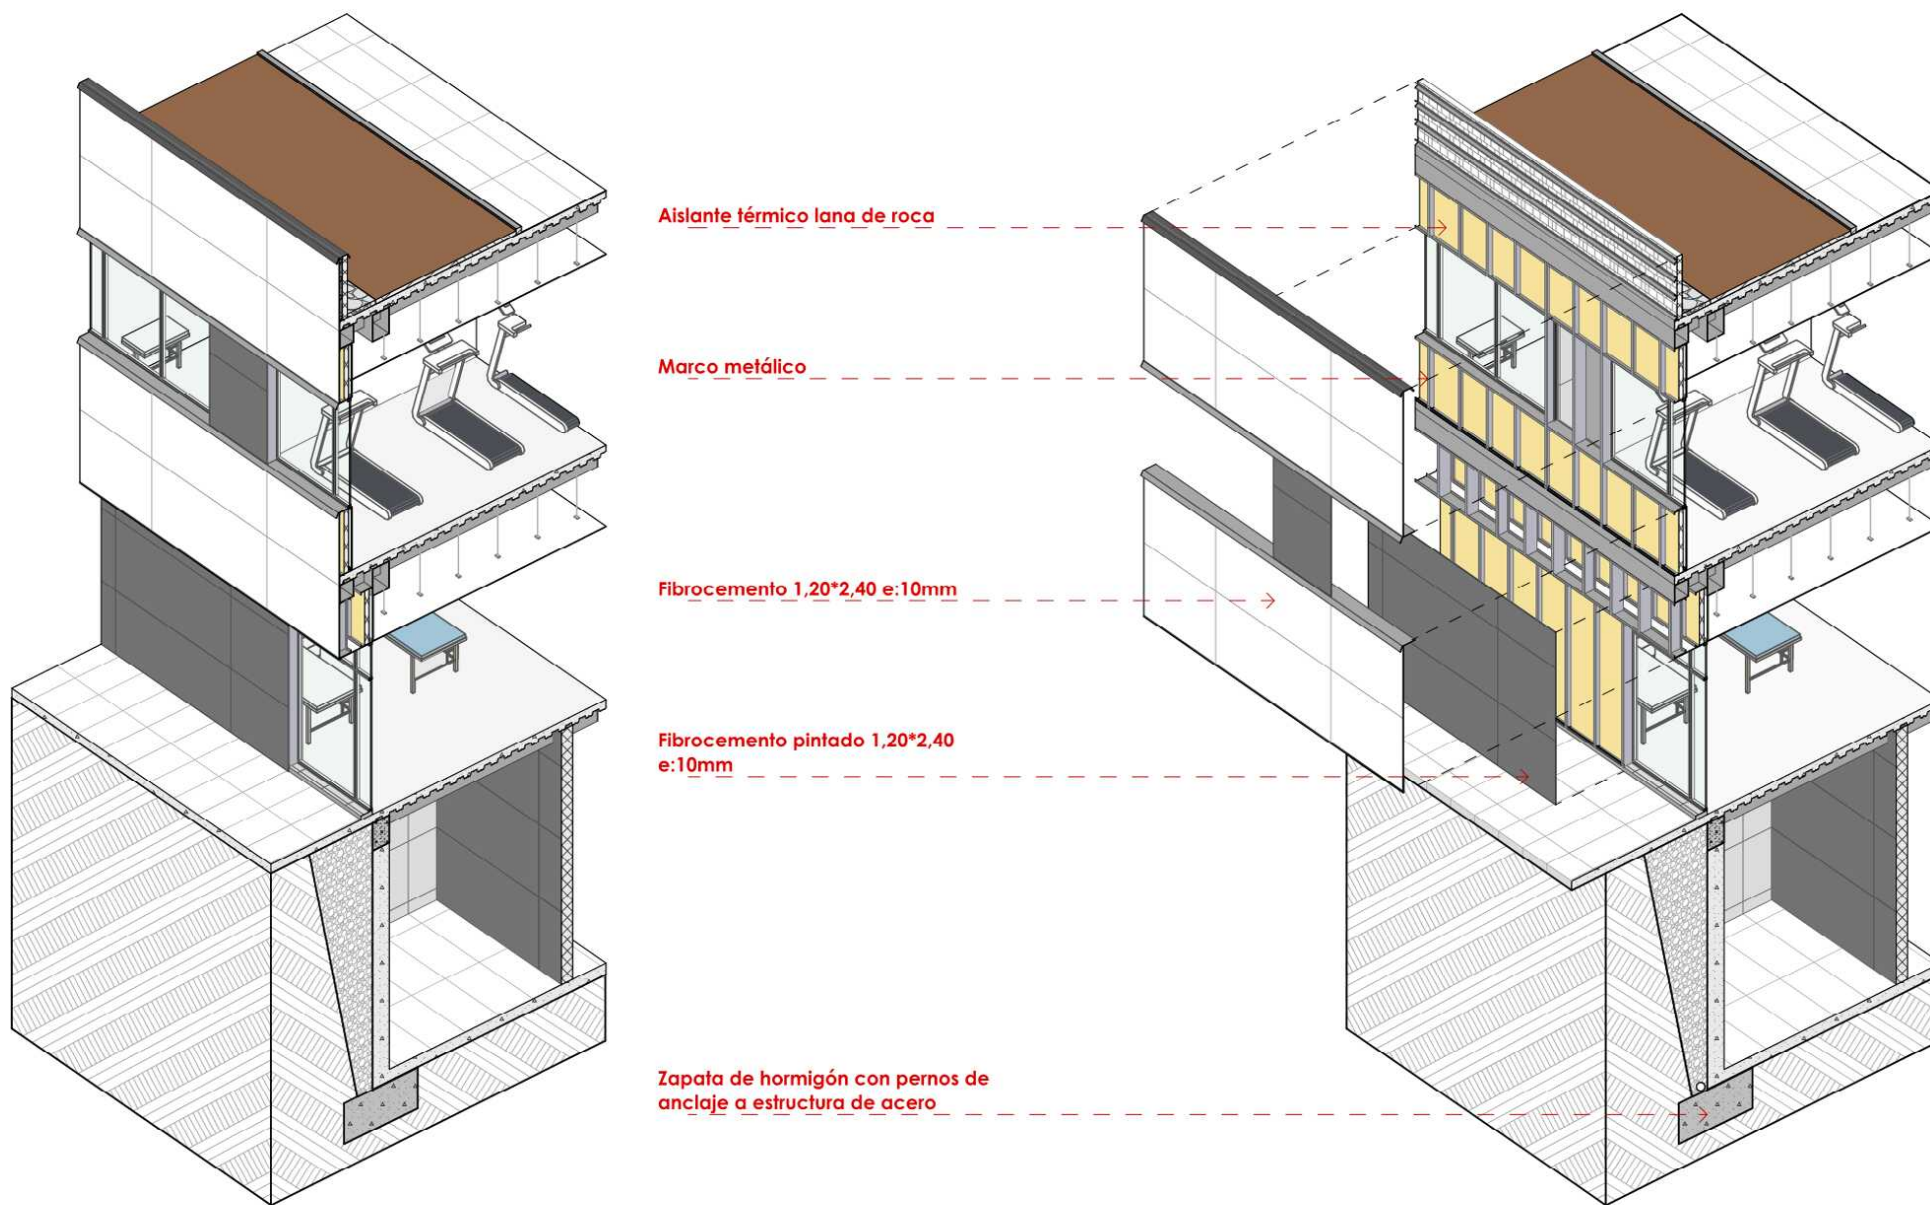 Aislante térmico lana de roca
Marco metálico
Fibrocemento 1,20*2,40 e:10mm
Fibrocemento pintado 1,20*2,40
e:10mm
Zapata de hormigón con pernos de
anclaje a estructura de acero